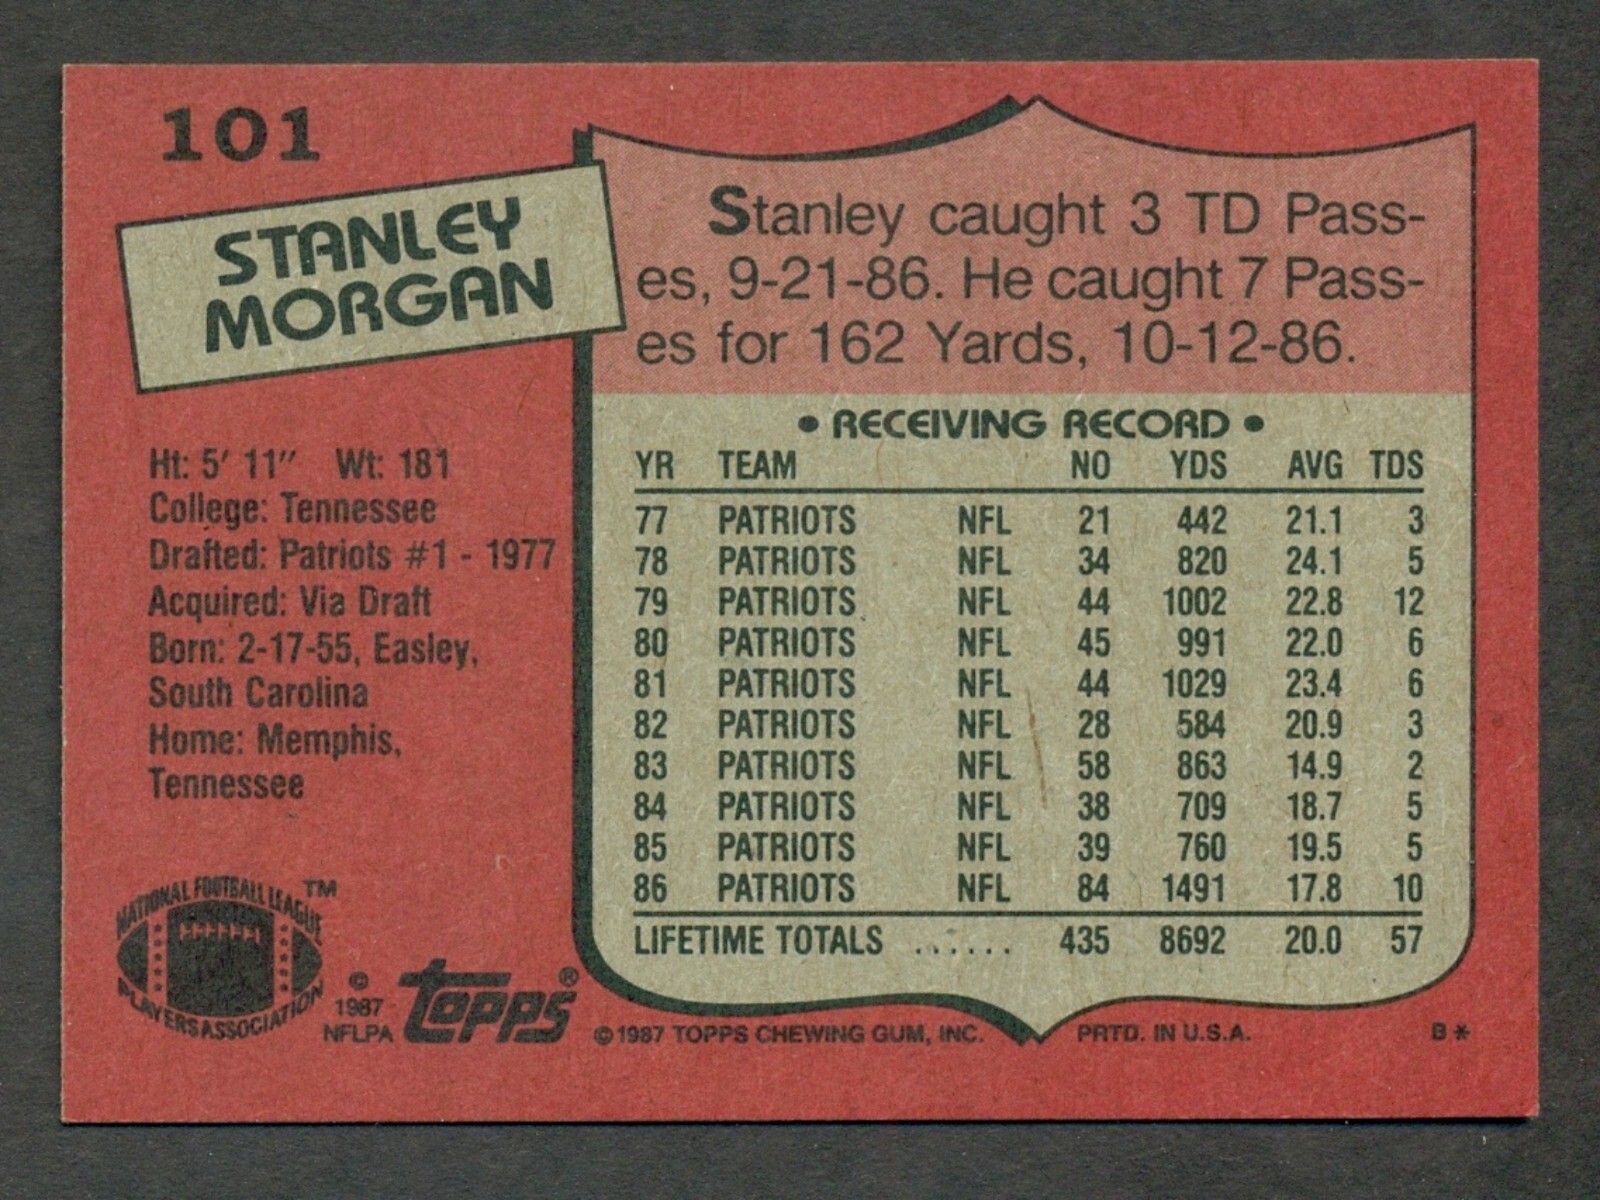 101
STANLEY
MORGAN
Stanley caught 3 TD Pass-
es, 9-21-86. He caught 7 Pass-
es for 162 Yards, 10-12-86.
Ht: 5' 11" Wt: 181
College: Tennessee
Drafted: Patriots #1 - 1977
Acquired: Via Draft
Born: 2-17-55, Easley,
South Carolina
Home: Memphis,
Tennessee
• RECEIVING RECORD •
YR TEAM NO YDS AVG TDS
77 PATRIOTS NFL 21 442 21.1 3
78 PATRIOTS NFL 34 820 24.1 5
79 PATRIOTS NFL 44 1002 22.8 12
80 PATRIOTS NFL 45 991 22.0 6
81 PATRIOTS NFL 44 1029 23.4 6
82 PATRIOTS NFL 28 584 20.9 3
83 PATRIOTS NFL 58 863 14.9 2
84 PATRIOTS NFL 38 709 18.7 5
85 PATRIOTS NFL 39 760 19.5 5
86 PATRIOTS NFL 84 1491 17.8 10
LIFETIME TOTALS ...... 435 8692 20.0 57
NATIONAL FOOTBALL LEAGUE ™
PLAYERS ASSOCIATION
©
1987
NFLPA
topps®
©1987 TOPPS CHEWING GUM, INC. PRTD. IN U.S.A. B*